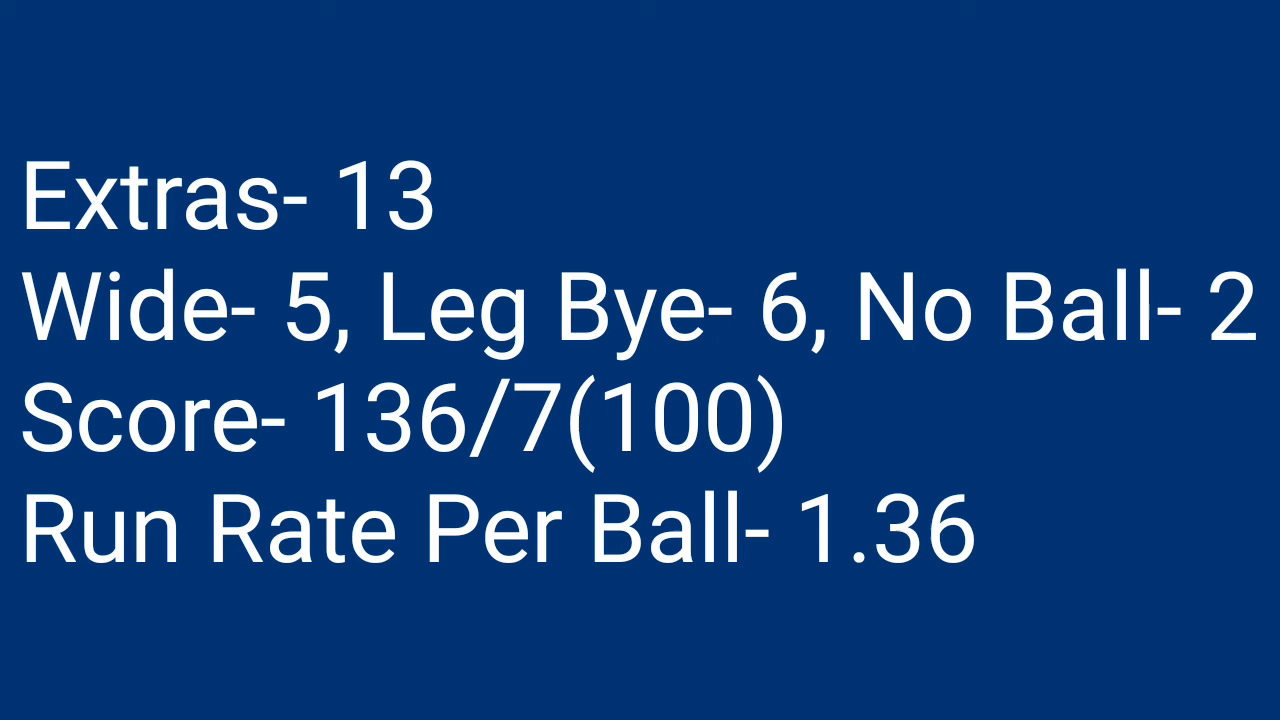 Extras- 13
Wide- 5, Leg Bye- 6, No Ball- 2
Score- 136/7(100)
Run Rate Per Ball- 1.36